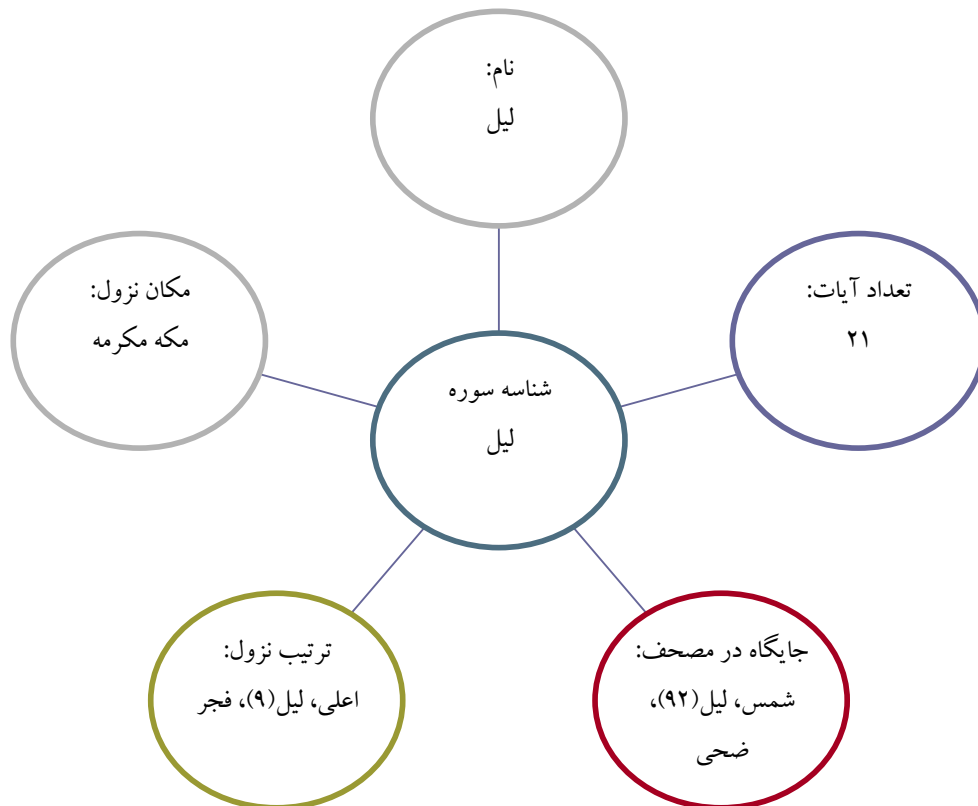 نام:
لیل
تعداد آیات:
۲۱
مکان نزول:
مکه مکرمه
شناسه سوره
لیل
جایگاه در مصحف:
شمس، لیل(۹۲)،
ضحی
ترتیب نزول:
اعلی، لیل(۹)، فجر